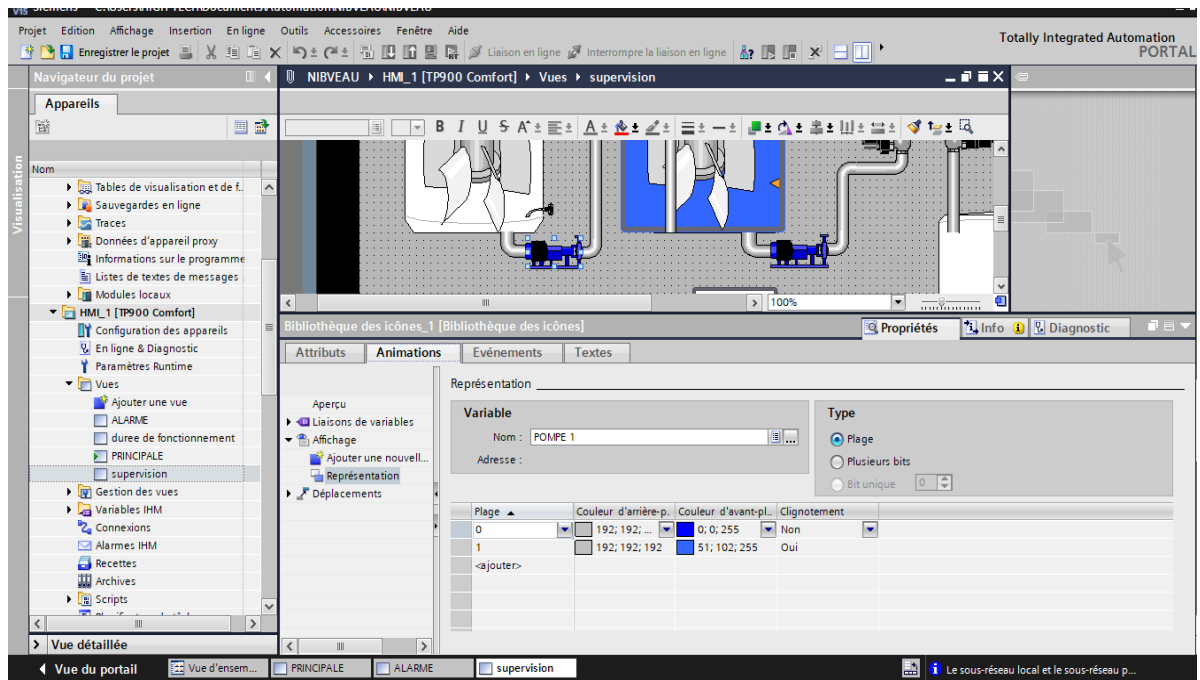 Siemens - C:\Users\HIGH TECH\Documents\Automation\NIBVEAU\NIBVEAU
Projet Edition Affichage Insertion En ligne Outils Accessoires Fenêtre Aide
Totally Integrated Automation
PORTAL
Enregistrer le projet
Liaison en ligne
Interrompre la liaison en ligne
Navigateur du projet
NIBVEAU HMI_1 [TP900 Comfort] Vues supervision
Appareils
B I U S A
Visualisation
Nom
Tables de visualisation et de f..
Sauvegardes en ligne
Traces
Données d'appareil proxy
Informations sur le programme
Listes de textes de messages
Modules locaux
HMI_1 [TP900 Comfort]
Configuration des appareils
En ligne & Diagnostic
Paramètres Runtime
Vues
Ajouter une vue
ALARME
duree de fonctionnement
PRINCIPALE
supervision
Gestion des vues
Variables IHM
Connexions
Alarmes IHM
Recettes
Archives
Scripts
Vue détaillée
100%
Bibliothèque des icônes_1 [Bibliothèque des icônes]
Propriétés Info Diagnostic
Attributs Animations Evénements Textes
Aperçu
Liaisons de variables
Affichage
Ajouter une nouvell...
Représentation
Déplacements
Représentation
Variable
Nom : POMPE 1
Adresse :
Type
Plage
Plusieurs bits
Bit unique 0
Plage Couleur d'arrière-p. Couleur d'avant-pl.. Clignotement
0 192; 192; ... 0; 0; 255 Non
1 192; 192; 192 51; 102; 255 Oui
<ajouter>
Vue du portail Vue d'ensem... PRINCIPALE ALARME supervision
Le sous-réseau local et le sous-réseau p...